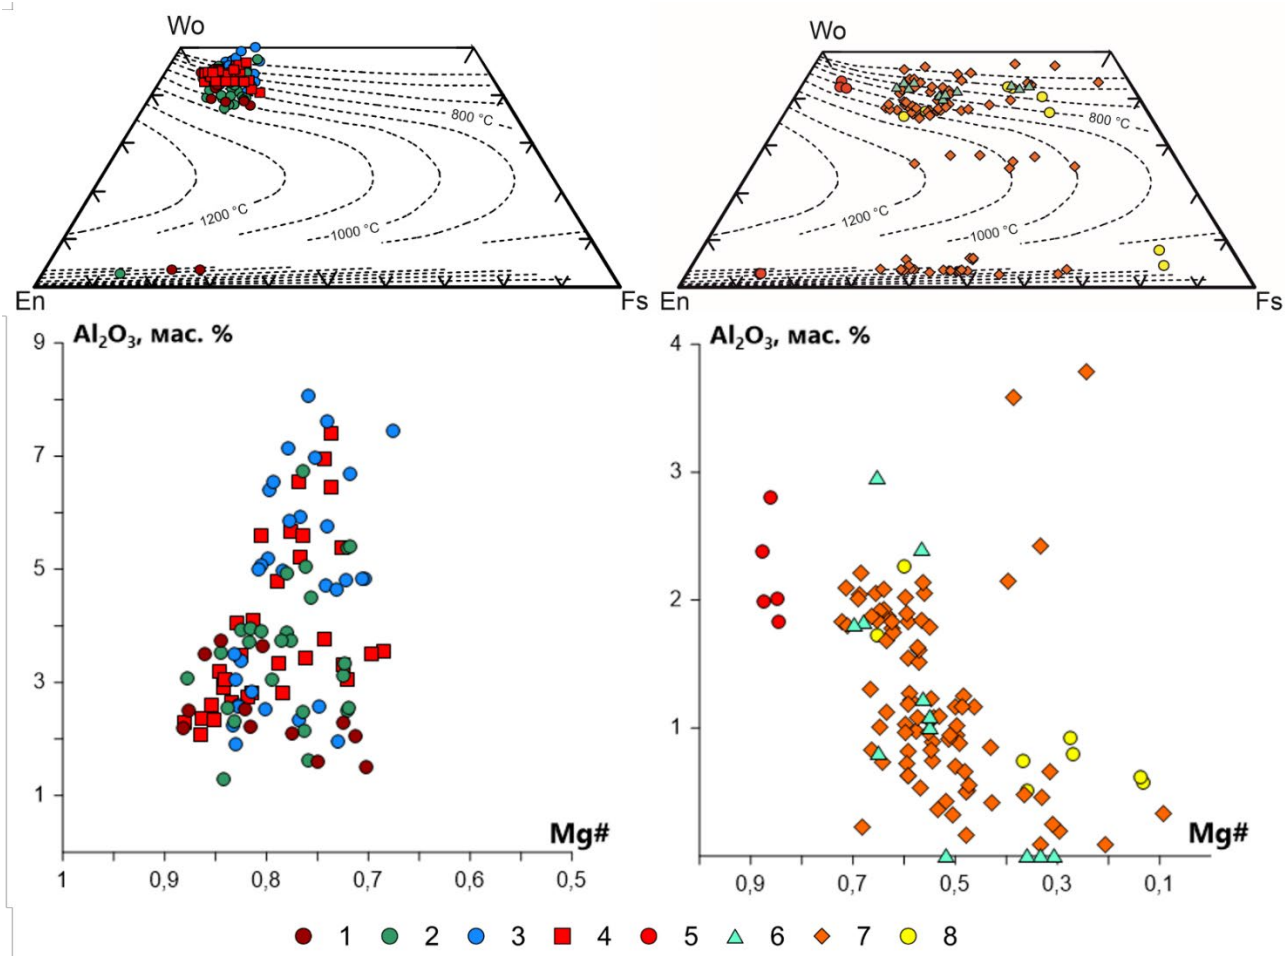 Wo
800 °C
1200 °C
1000 °C
En
Fs
Wo
800 °C
1200 °C
1000 °C
En
Fs
Al₂O₃, мас. %
9
7
5
3
1
Mg#
1 0,9 0,8 0,7 0,6 0,5
Al₂O₃, мас. %
4
3
2
1
Mg#
0,9 0,7 0,5 0,3 0,1
1 2 3 4 5 6 7 8